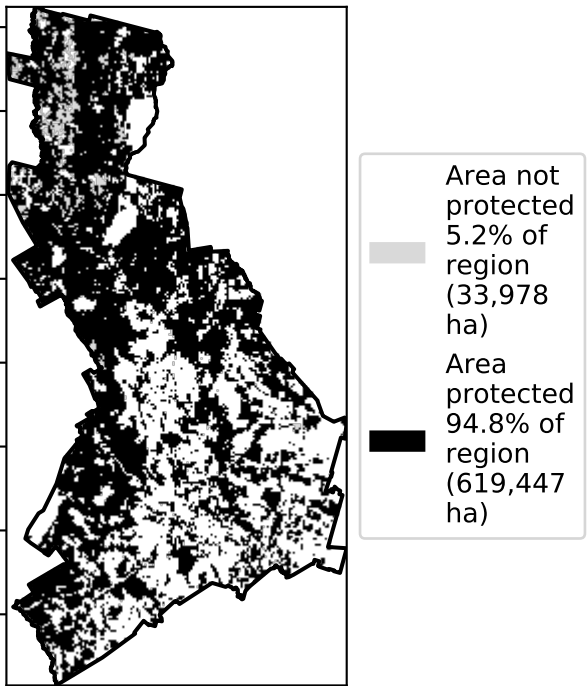 Area not
protected
5.2% of
region
(33,978
ha)
Area
protected
94.8% of
region
(619,447
ha)